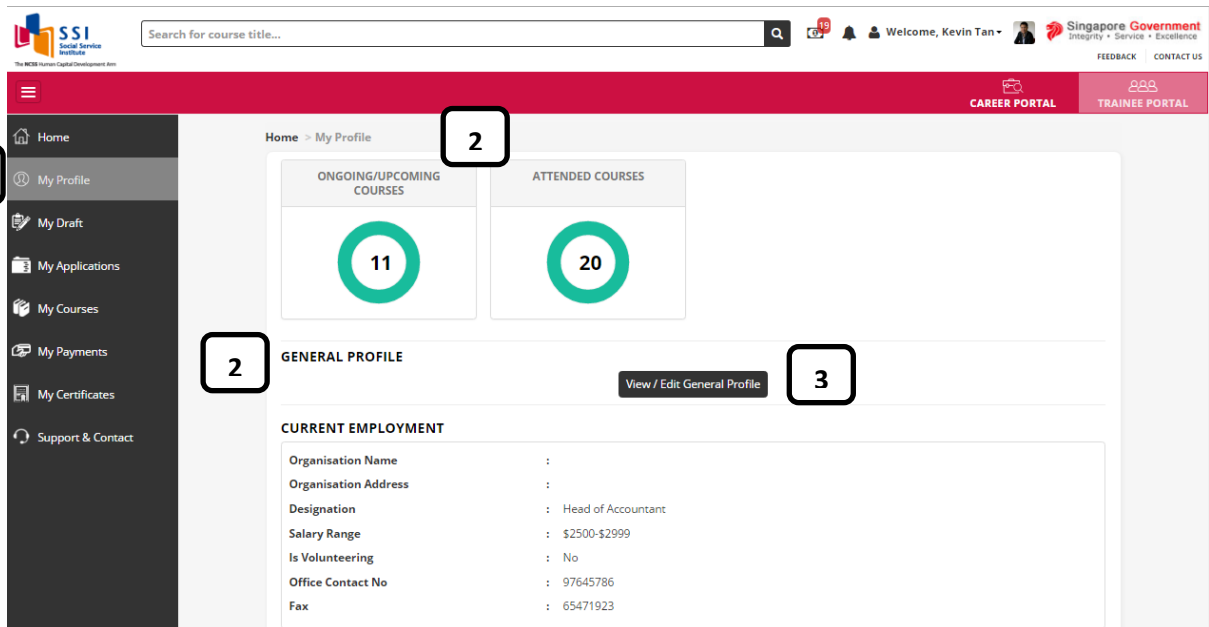 SSI
Social Service
Institute
The NCSS Human Capital Development Arm
Search for course title...
19
Welcome, Kevin Tan
Singapore Government
Integrity • Service • Excellence
FEEDBACK CONTACT US
CAREER PORTAL
TRAINEE PORTAL
Home
My Profile
My Draft
My Applications
My Courses
My Payments
My Certificates
Support & Contact
Home > My Profile
2
ONGOING/UPCOMING
COURSES
11
ATTENDED COURSES
20
2
GENERAL PROFILE
View / Edit General Profile
3
CURRENT EMPLOYMENT
Organisation Name :
Organisation Address :
Designation : Head of Accountant
Salary Range : $2500-$2999
Is Volunteering : No
Office Contact No : 97645786
Fax : 65471923